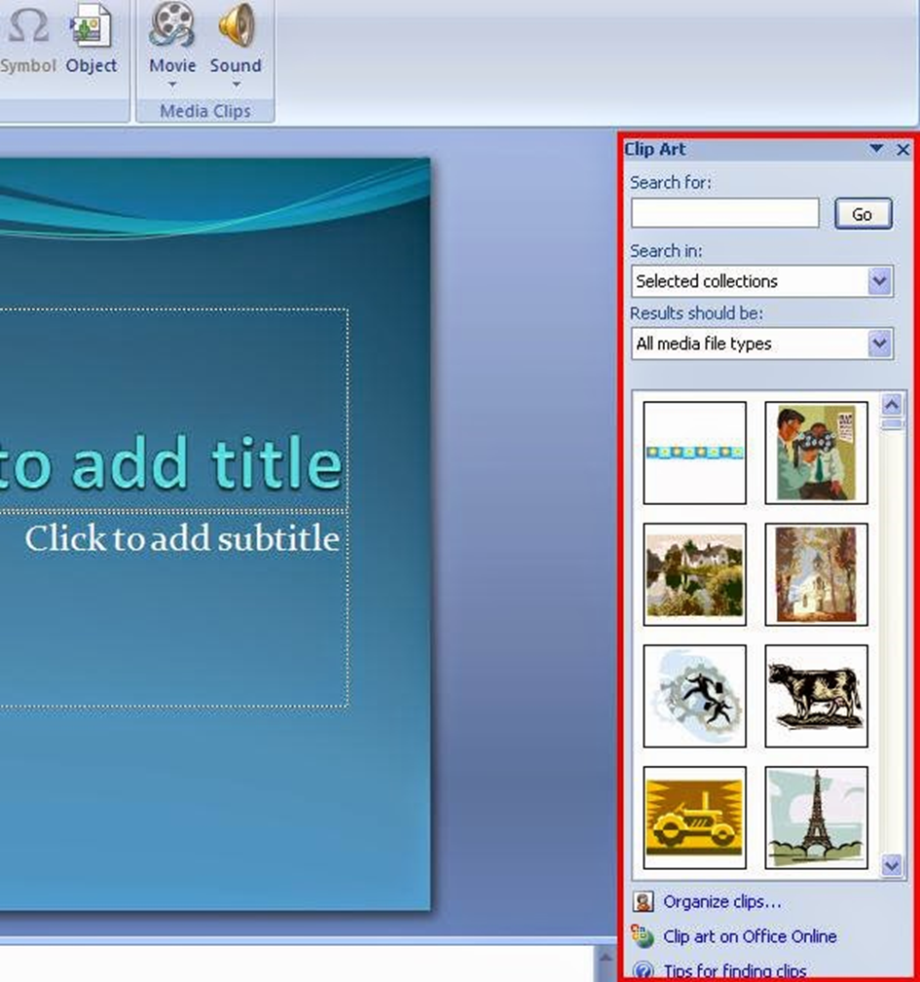 Symbol Object Movie Sound
Media Clips
Clip Art
Search for:
Go
Search in:
Selected collections
Results should be:
All media file types
to add title
Click to add subtitle
Organize clips...
Clip art on Office Online
Tips for finding clips